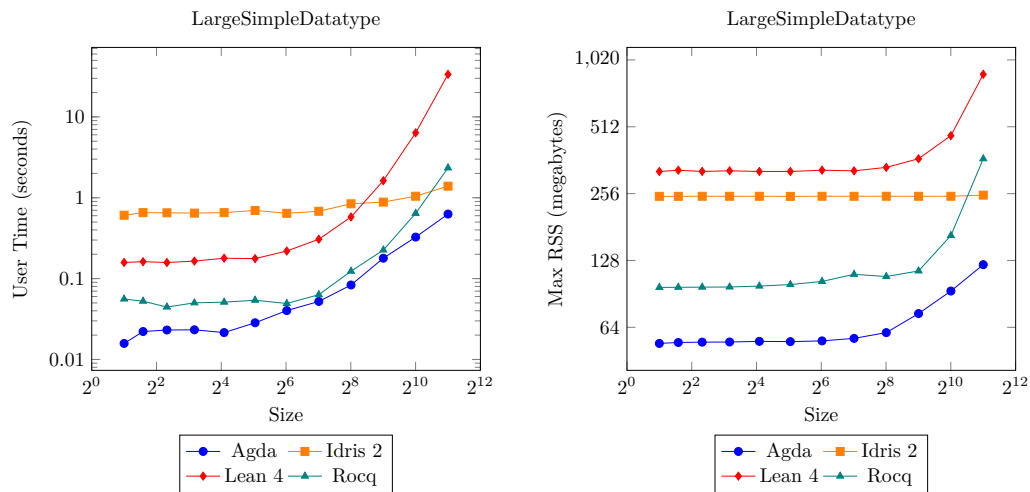 LargeSimpleDatatype
10
1
0.1
0.01
2^0 2^2 2^4 2^6 2^8 2^10 2^12
User Time (seconds)
Size
Agda Idris 2
Lean 4 Rocq
LargeSimpleDatatype
1,020
512
256
128
64
2^0 2^2 2^4 2^6 2^8 2^10 2^12
Max RSS (megabytes)
Size
Agda Idris 2
Lean 4 Rocq